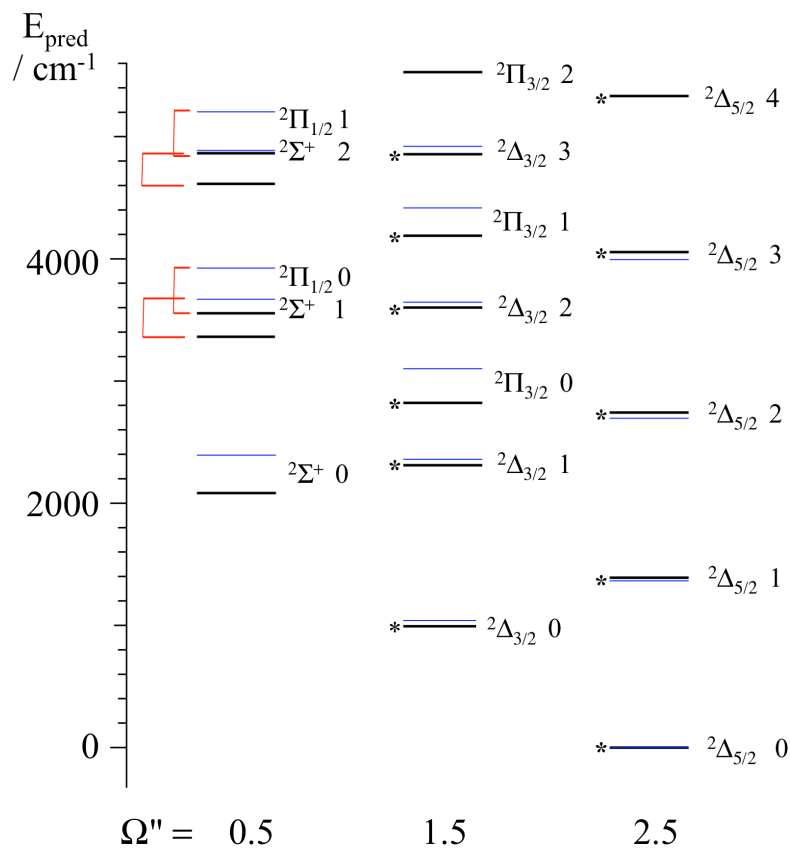 E_pred
/ cm⁻¹
²Π₃/₂ 2
²Δ₅/₂ 4
*
²Π₁/₂ 1
²Σ⁺ 2
²Δ₃/₂ 3
*
²Π₃/₂ 1
*
4000
²Δ₅/₂ 3
*
²Π₁/₂ 0
²Σ⁺ 1
²Δ₃/₂ 2
*
²Π₃/₂ 0
*
²Δ₅/₂ 2
*
²Σ⁺ 0
²Δ₃/₂ 1
*
2000
²Δ₅/₂ 1
*
²Δ₃/₂ 0
*
0
* ²Δ₅/₂ 0
Ω" = 0.5 1.5 2.5